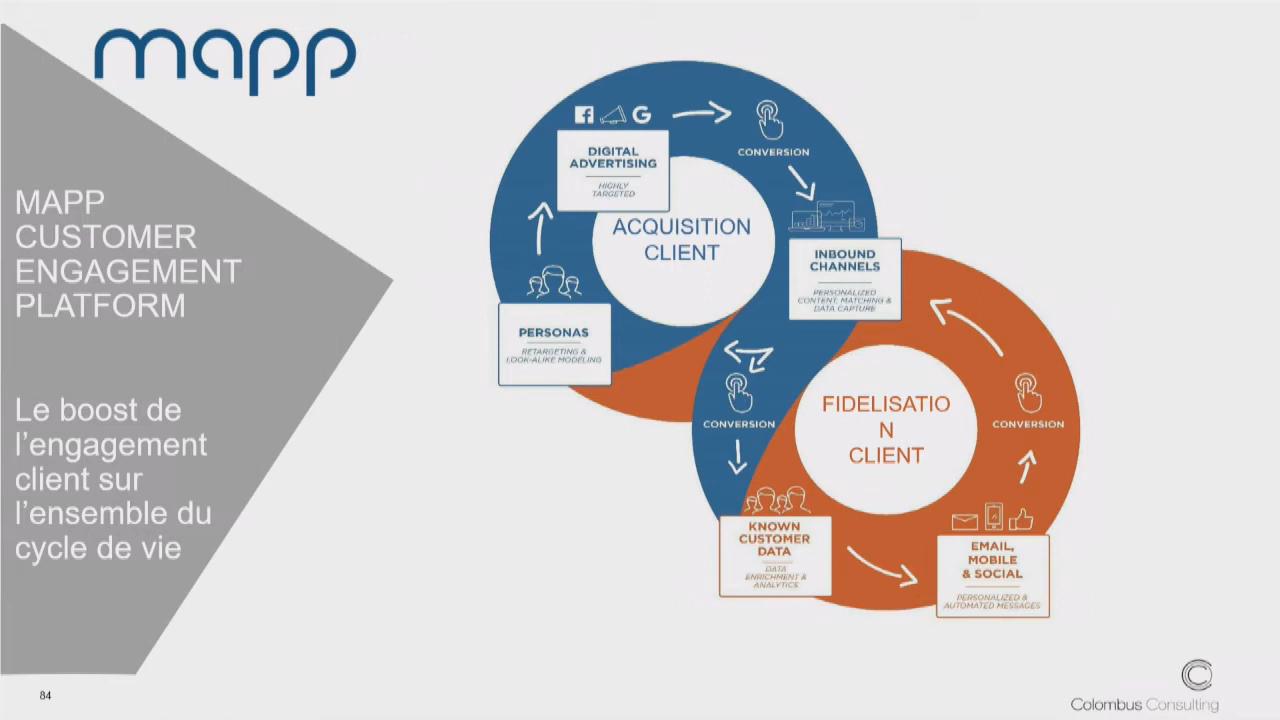 mapp
MAPP
CUSTOMER
ENGAGEMENT
PLATFORM
Le boost de
l’engagement
client sur
l’ensemble du
cycle de vie
DIGITAL
ADVERTISING
HIGHLY
TARGETED
CONVERSION
ACQUISITION
CLIENT
INBOUND
CHANNELS
PERSONALIZED
CONTENT, MATCHING &
DATA CAPTURE
PERSONAS
RETARGETING &
LOOK-ALIKE MODELING
CONVERSION
FIDELISATIO
N
CLIENT
CONVERSION
KNOWN
CUSTOMER
DATA
DATA
ENRICHMENT &
ANALYTICS
EMAIL,
MOBILE
& SOCIAL
PERSONALIZED &
AUTOMATED MESSAGES
84
Colombus Consulting